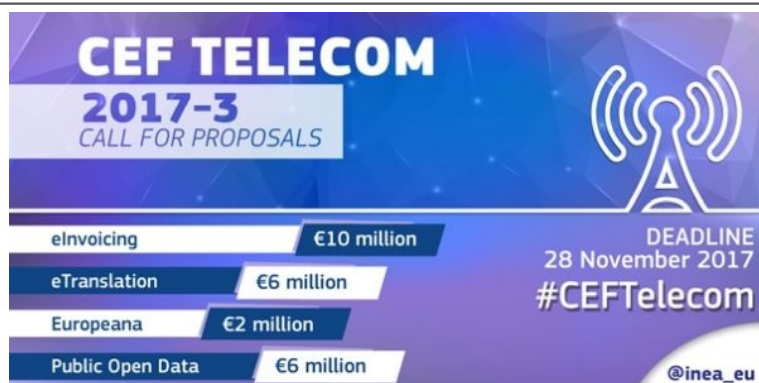 CEF TELECOM
2017-3
CALL FOR PROPOSALS
eInvoicing €10 million
eTranslation €6 million
Europeana €2 million
Public Open Data €6 million
DEADLINE
28 November 2017
#CEFTelecom
@inea_eu